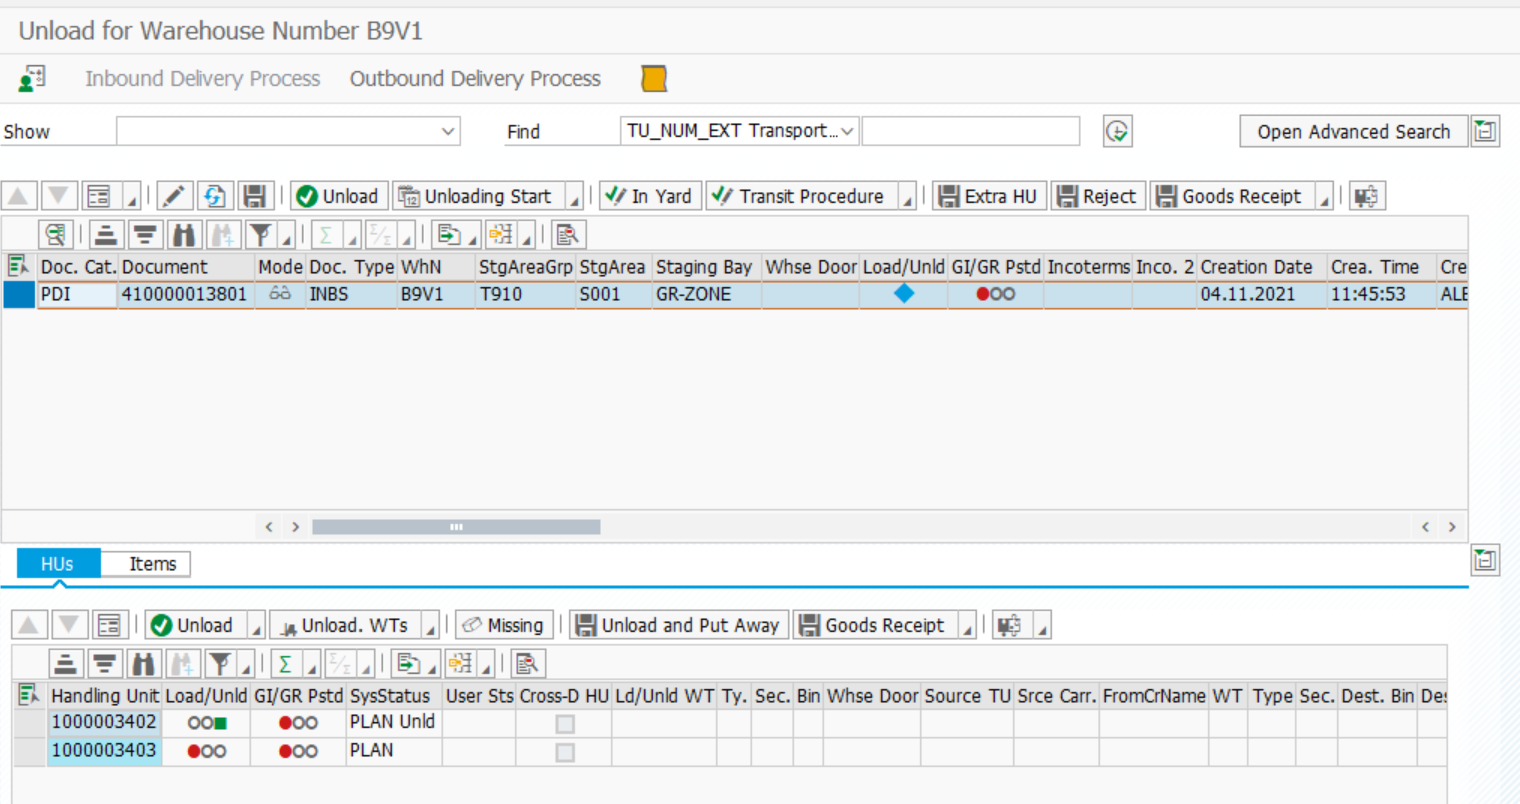 Unload for Warehouse Number B9V1
Inbound Delivery Process Outbound Delivery Process
Show Find TU_NUM_EXT Transport... Open Advanced Search
Unload Unloading Start In Yard Transit Procedure Extra HU Reject Goods Receipt
Doc. Cat. Document Mode Doc. Type WhN StgAreaGrp StgArea Staging Bay Whse Door Load/Unld GI/GR Pstd Incoterms Inco. 2 Creation Date Crea. Time Cre
PDI 410000013801 INBS B9V1 T910 S001 GR-ZONE 04.11.2021 11:45:53 ALE
HUs Items
Unload Unload. WTs Missing Unload and Put Away Goods Receipt
Handling Unit Load/Unld GI/GR Pstd SysStatus User Sts Cross-D HU Ld/Unld WT Ty. Sec. Bin Whse Door Source TU Srce Carr. FromCrName WT Type Sec. Dest. Bin Des
1000003402 PLAN Unld
1000003403 PLAN